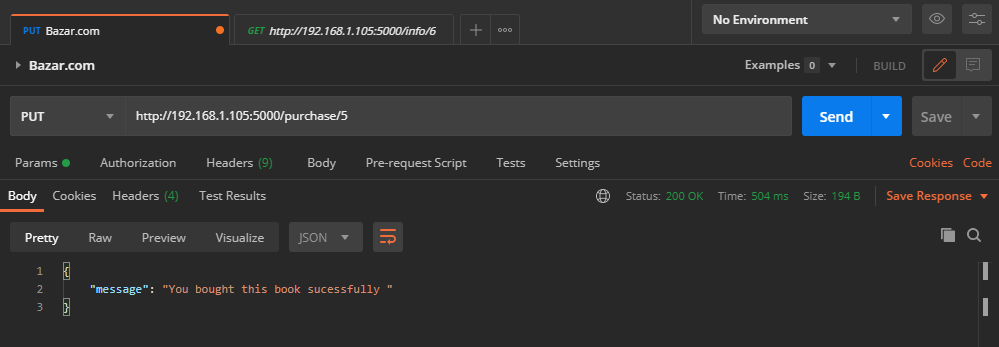 PUT Bazar.com GET http://192.168.1.105:5000/info/6 No Environment
Bazar.com Examples 0 BUILD
PUT http://192.168.1.105:5000/purchase/5 Send Save
Params Authorization Headers (9) Body Pre-request Script Tests Settings Cookies Code
Body Cookies Headers (4) Test Results Status: 200 OK Time: 504 ms Size: 194 B Save Response
Pretty Raw Preview Visualize JSON
1 {
2 "message": "You bought this book sucessfully "
3 }